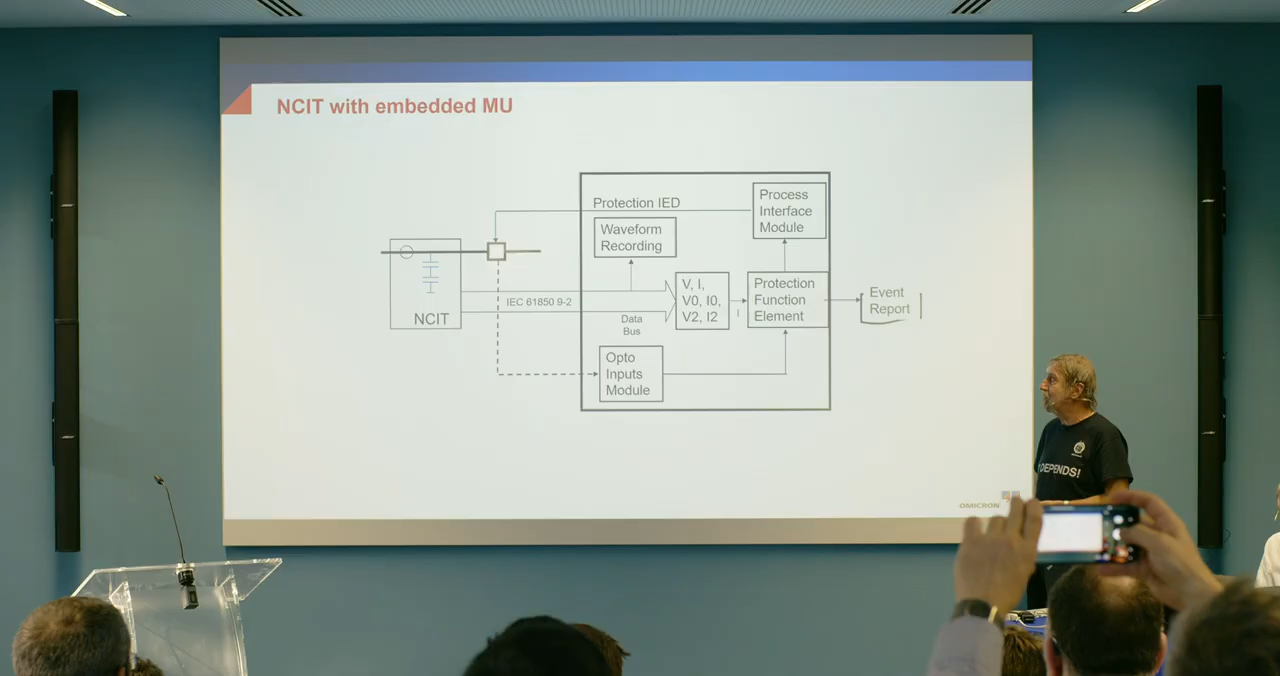 NCIT with embedded MU
Protection IED
Process
Interface
Module
Waveform
Recording
V, I,
V0, I0,
V2, I2
Protection
Function
Element
Event
Report
IEC 61850 9-2
NCIT
Data
Bus
Opto
Inputs
Module
OMICRON
DEPENDS!